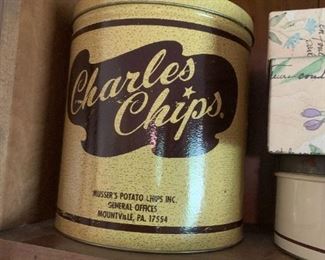 Charles
Chips.
MUSSER'S POTATO CHIPS INC.
GENERAL OFFICES
MOUNTVILLE, PA. 17554